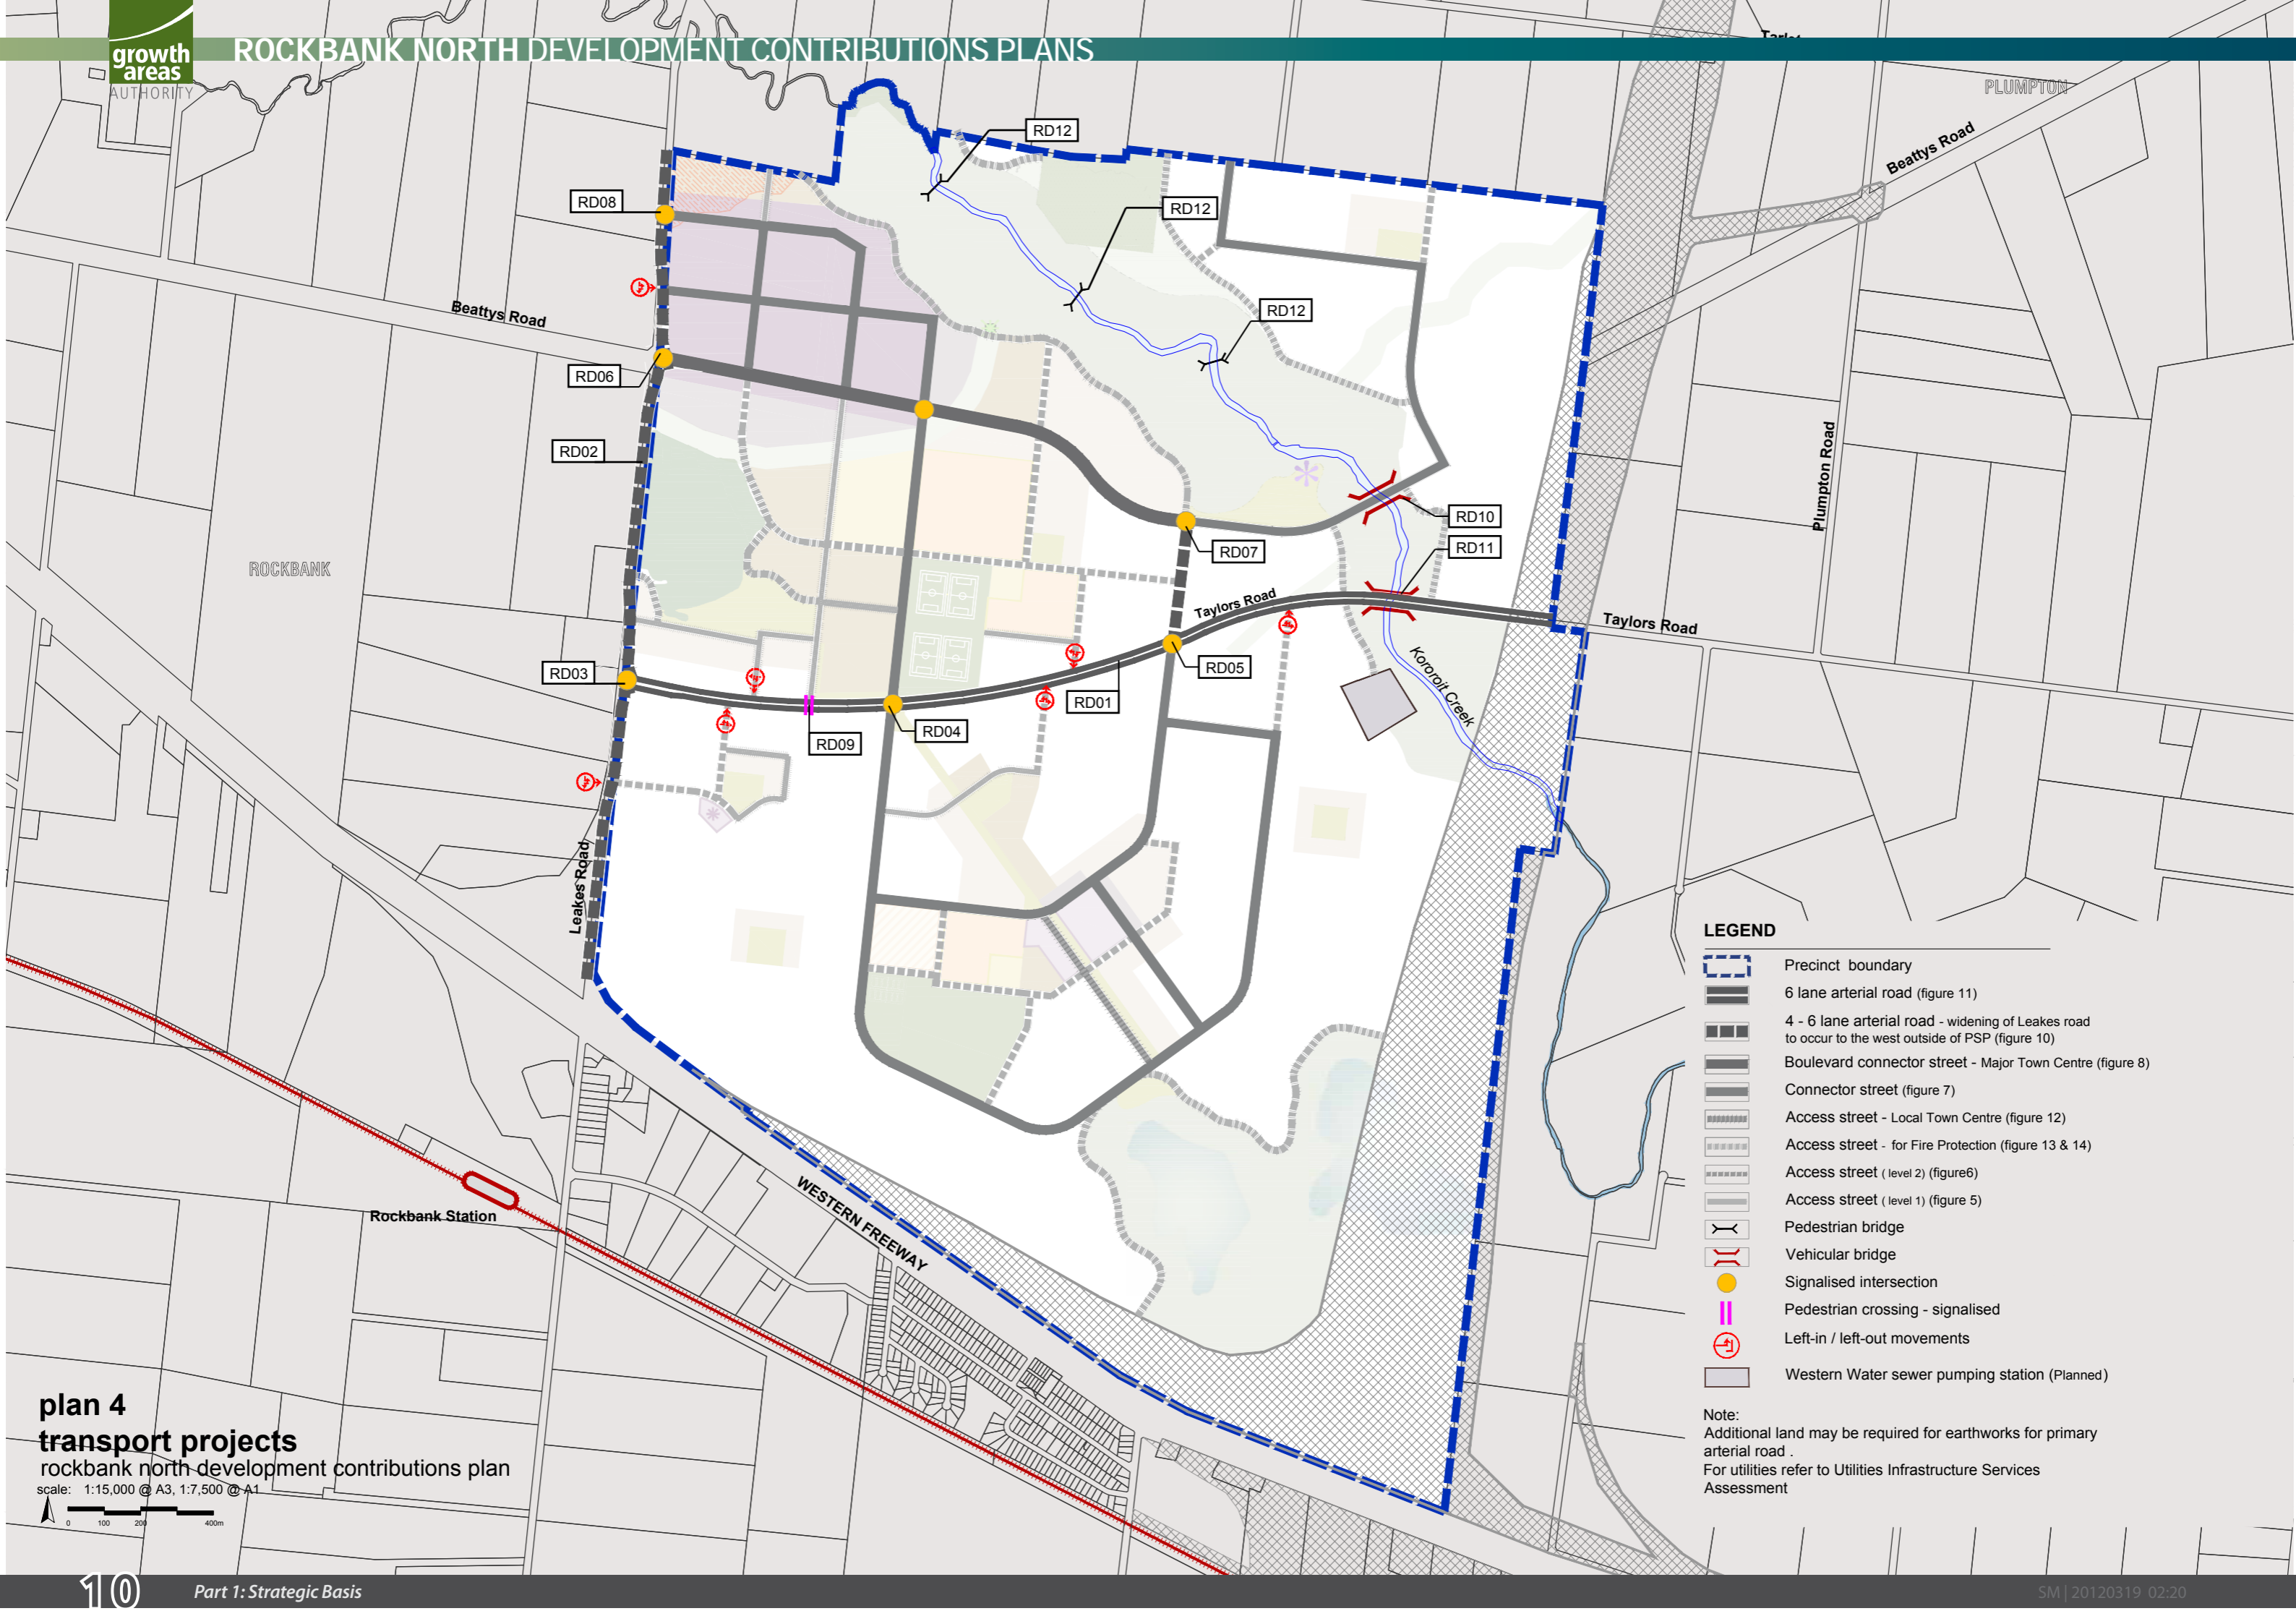 growth
areas
AUTHORITY
ROCKBANK NORTH DEVELOPMENT CONTRIBUTIONS PLANS
PLUMPTON
Beattys Road
RD12
RD12
RD12
RD08
Beattys Road
RD06
RD02
Plumpton Road
RD10
RD11
RD07
ROCKBANK
Taylors Road
Taylors Road
RD03
RD05
RD01
RD04
RD09
Kororoit Creek
Leakes Road
WESTERN FREEWAY
Rockbank Station
LEGEND
Precinct boundary
6 lane arterial road (figure 11)
4 - 6 lane arterial road - widening of Leakes road
to occur to the west outside of PSP (figure 10)
Boulevard connector street - Major Town Centre (figure 8)
Connector street (figure 7)
Access street - Local Town Centre (figure 12)
Access street - for Fire Protection (figure 13 & 14)
Access street ( level 2) (figure6)
Access street ( level 1) (figure 5)
Pedestrian bridge
Vehicular bridge
Signalised intersection
Pedestrian crossing - signalised
Left-in / left-out movements
Western Water sewer pumping station (Planned)
Note:
Additional land may be required for earthworks for primary
arterial road .
For utilities refer to Utilities Infrastructure Services
Assessment
plan 4
transport projects
rockbank north development contributions plan
scale: 1:15,000 @ A3, 1:7,500 @ A1
0 100 200 400m
10 Part 1: Strategic Basis
SM | 20120319 02:20